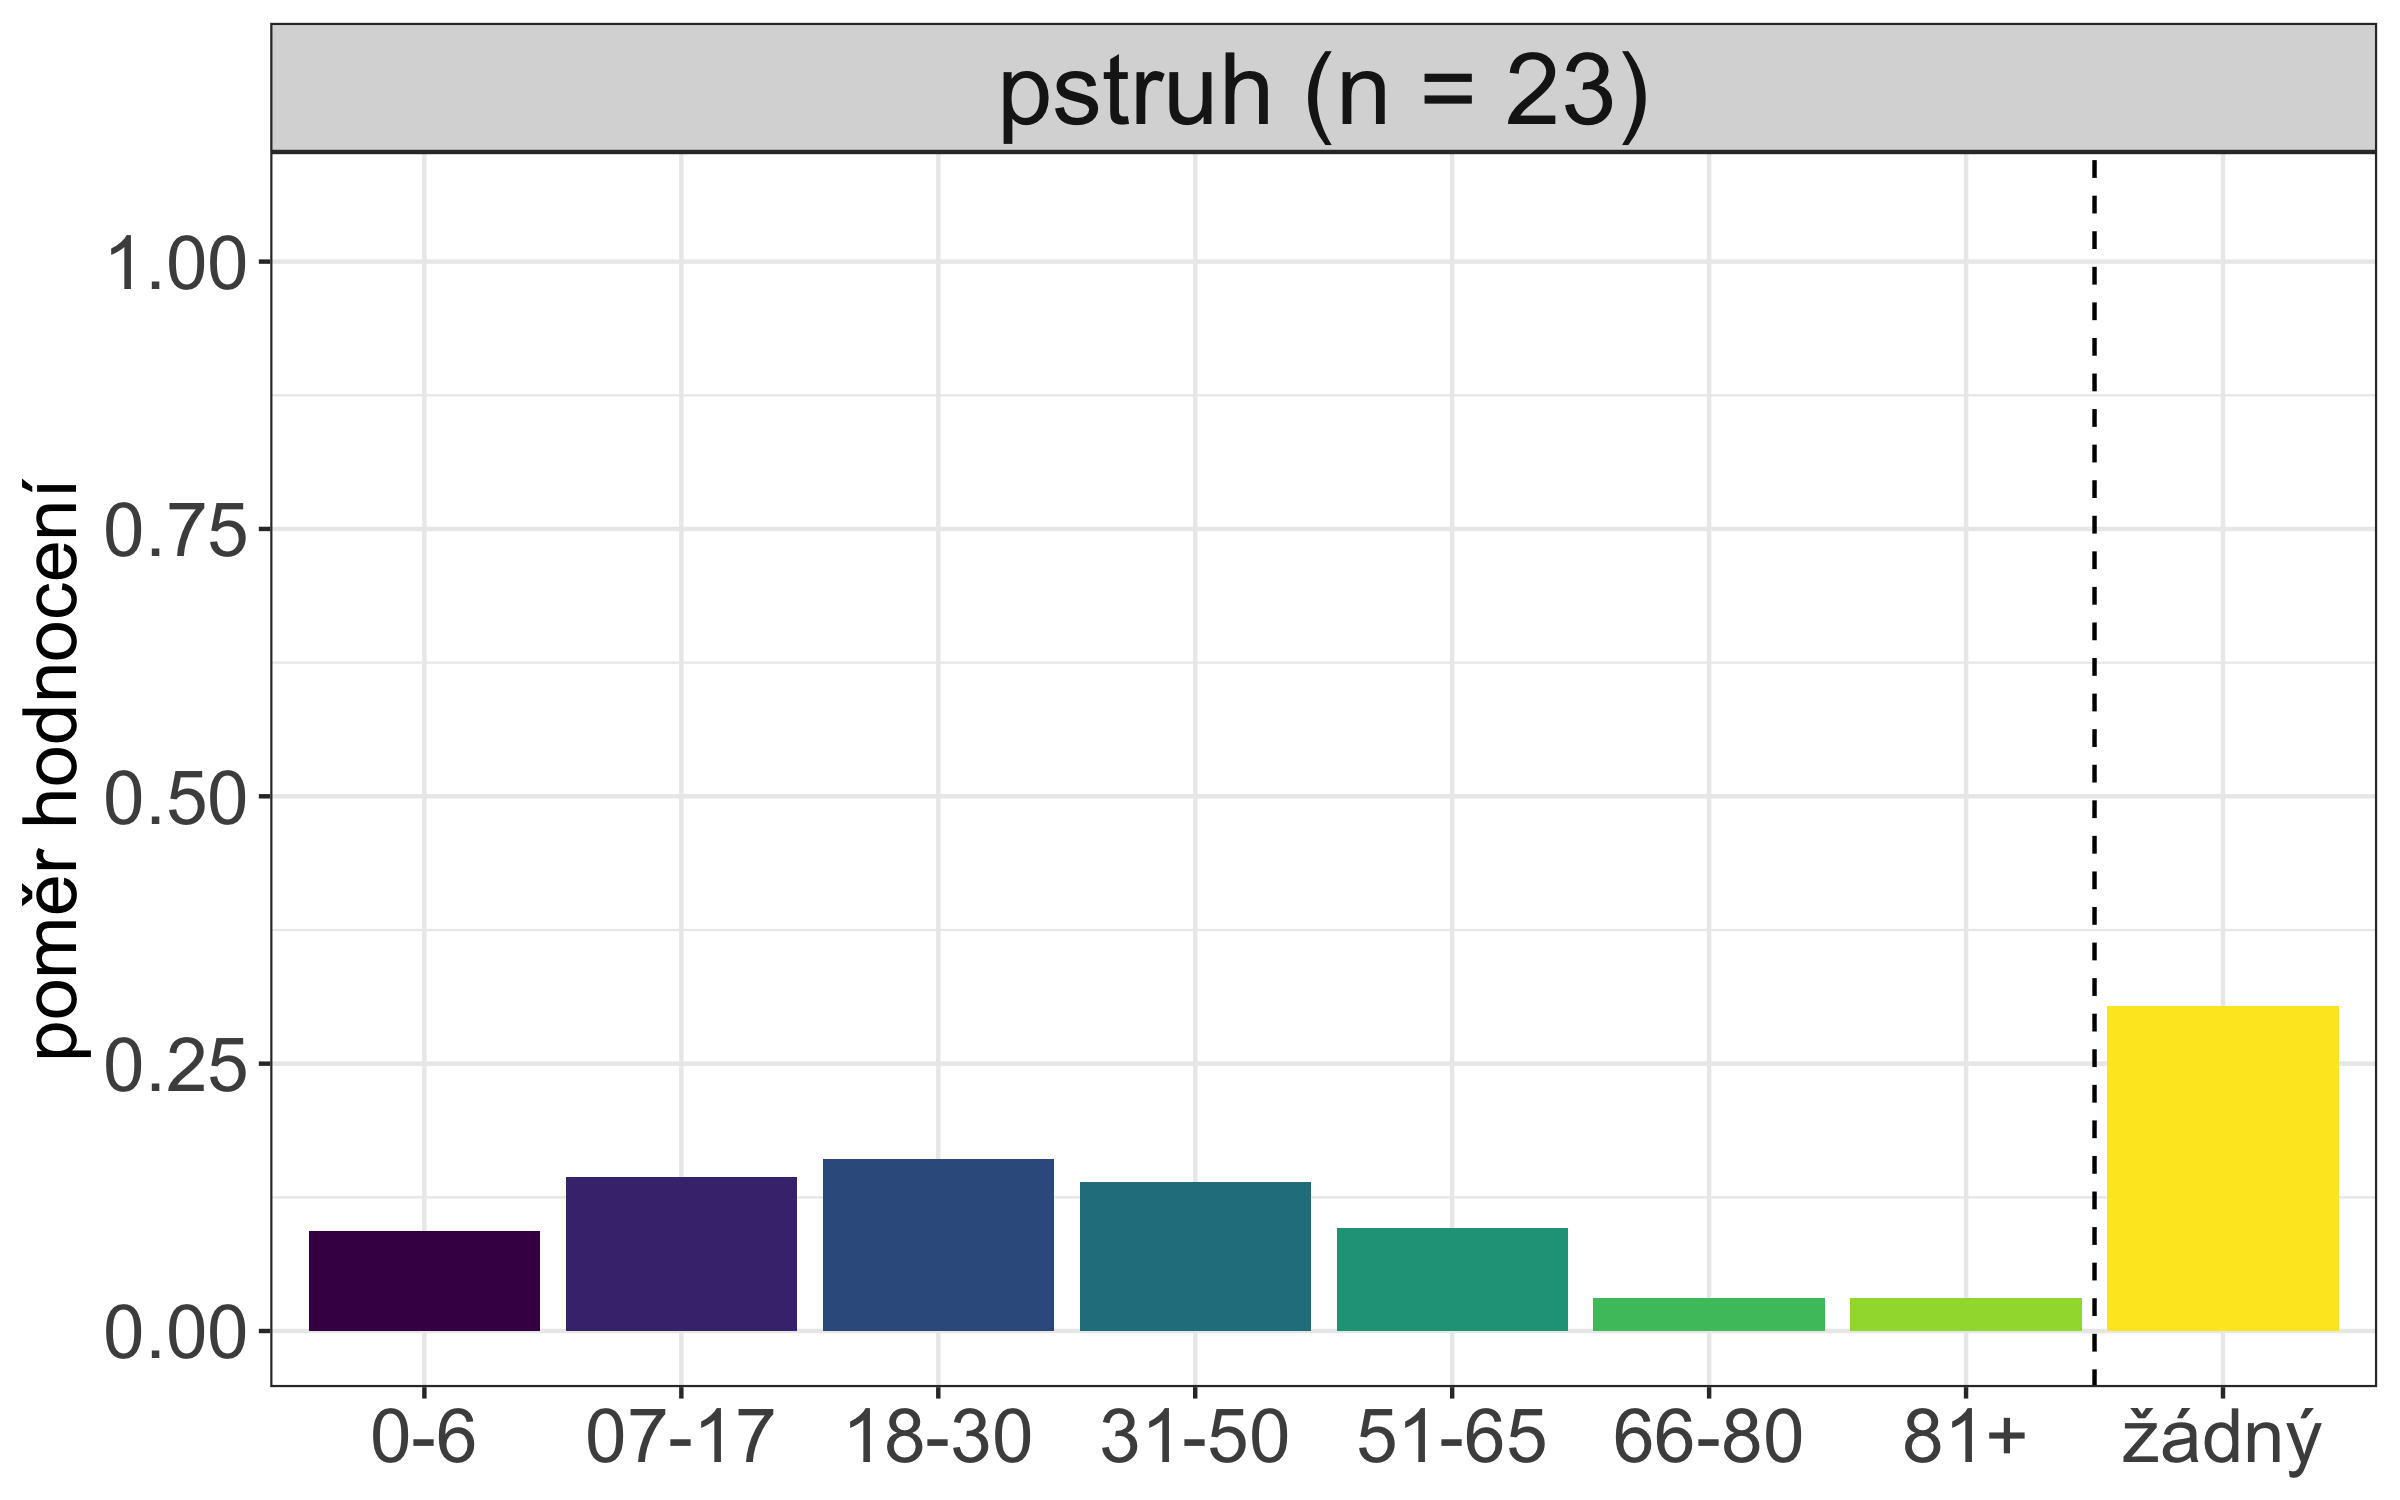 pstruh (n = 23)
poměr hodnocení
1.00
0.75
0.50
0.25
0.00
0-6 07-17 18-30 31-50 51-65 66-80 81+ žádný